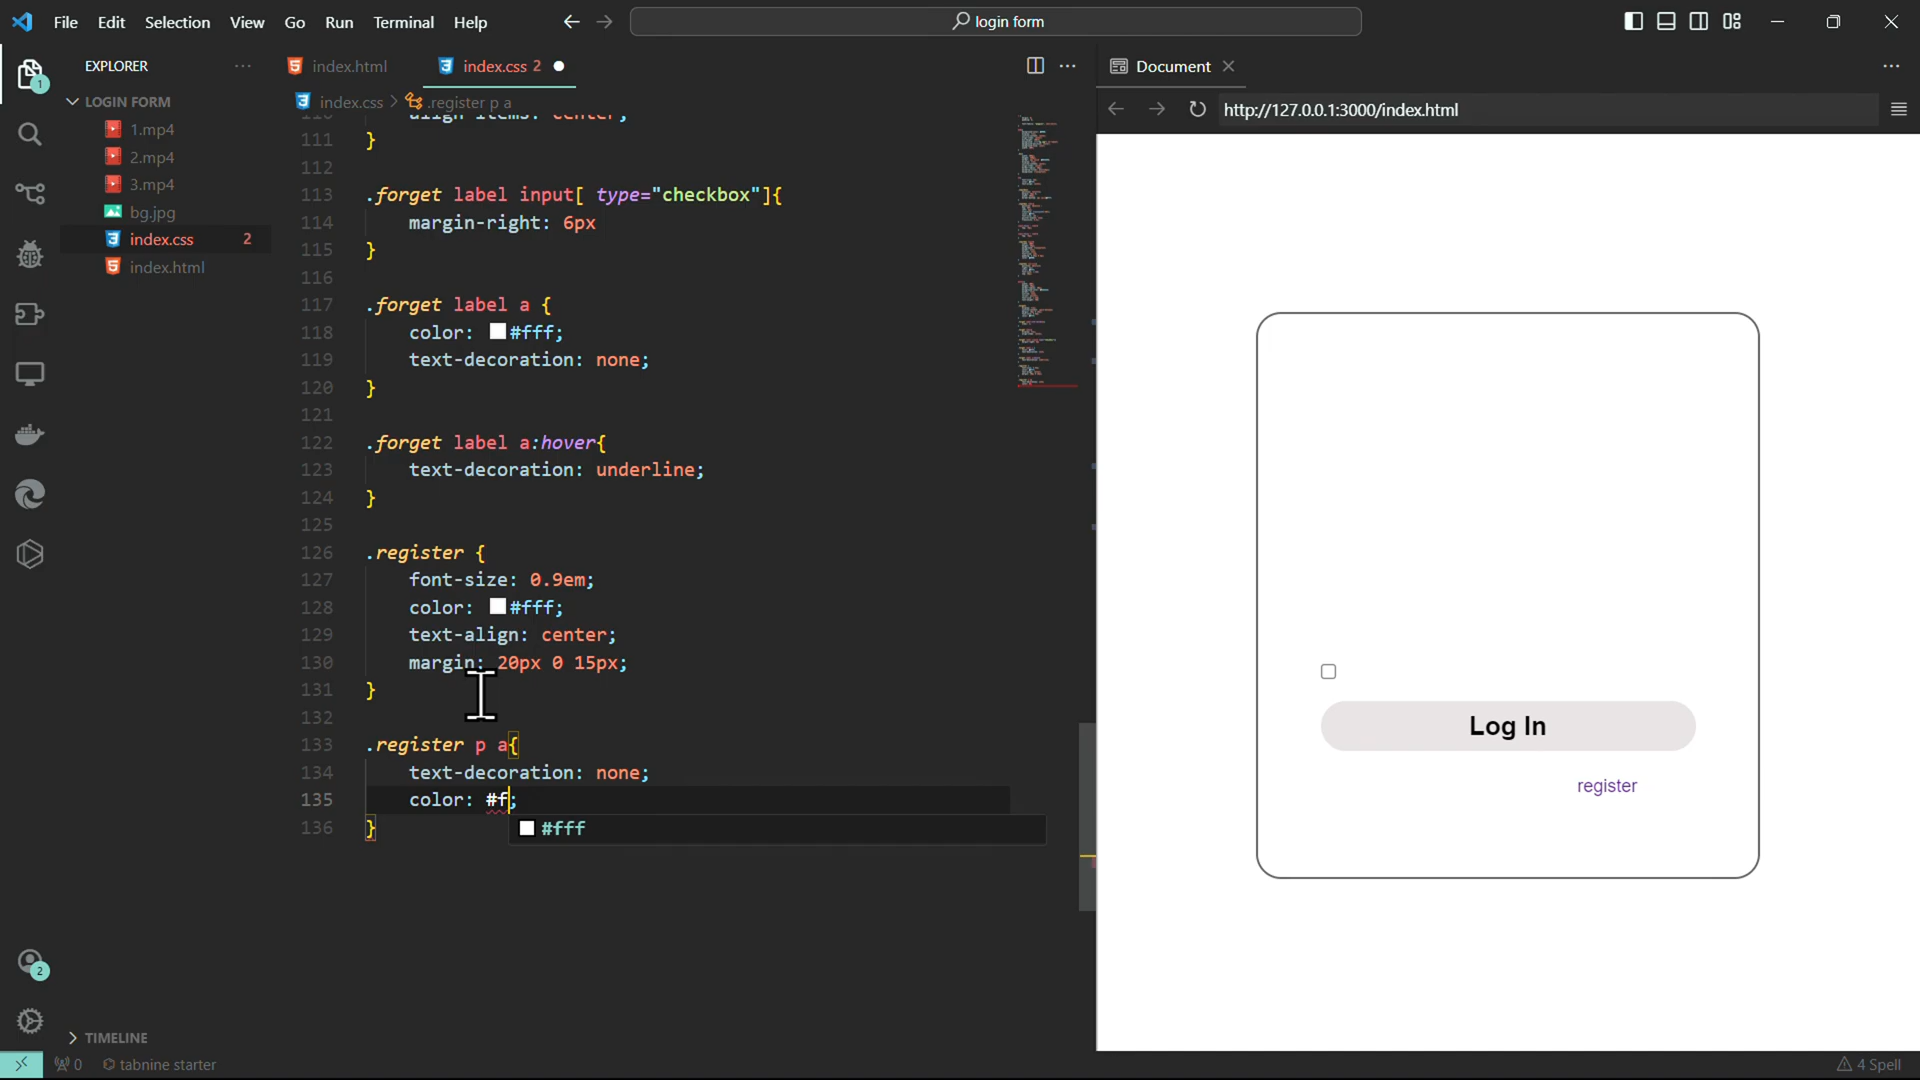 File Edit Selection View Go Run Terminal Help
login form
EXPLORER
LOGIN FORM
1.mp4
2.mp4
3.mp4
bg.jpg
index.css 2
index.html
TIMELINE
index.html
index.css 2
index.css > .register p a
110 align-items: center;
111 }
112
113 .forget label input[ type="checkbox"]{
114 margin-right: 6px
115 }
116
117 .forget label a {
118 color: #fff;
119 text-decoration: none;
120 }
121
122 .forget label a:hover{
123 text-decoration: underline;
124 }
125
126 .register {
127 font-size: 0.9em;
128 color: #fff;
129 text-align: center;
130 margin: 20px 0 15px;
131 }
132
133 .register p a{
134 text-decoration: none;
135 color: #f;
136 }
#fff
Document
http://127.0.0.1:3000/index.html
Log In
register
1
2
0 tabnine starter
4 Spell